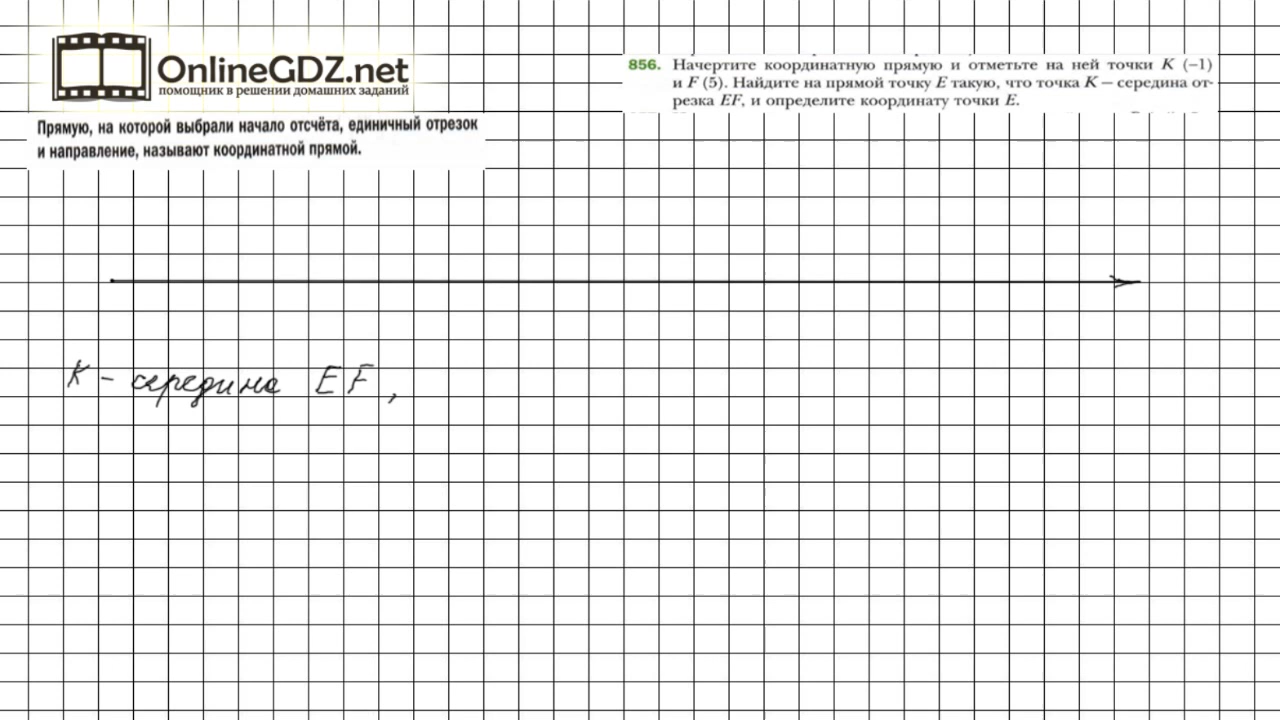 OnlineGDZ.net
помощник в решении домашних заданий
Прямую, на которой выбрали начало отсчёта, единичный отрезок
и направление, называют координатной прямой.
856. Начертите координатную прямую и отметьте на ней точки K (−1)
и F (5). Найдите на прямой точку E такую, что точка K — середина от-
резка EF, и определите координату точки E.
K - середина EF,